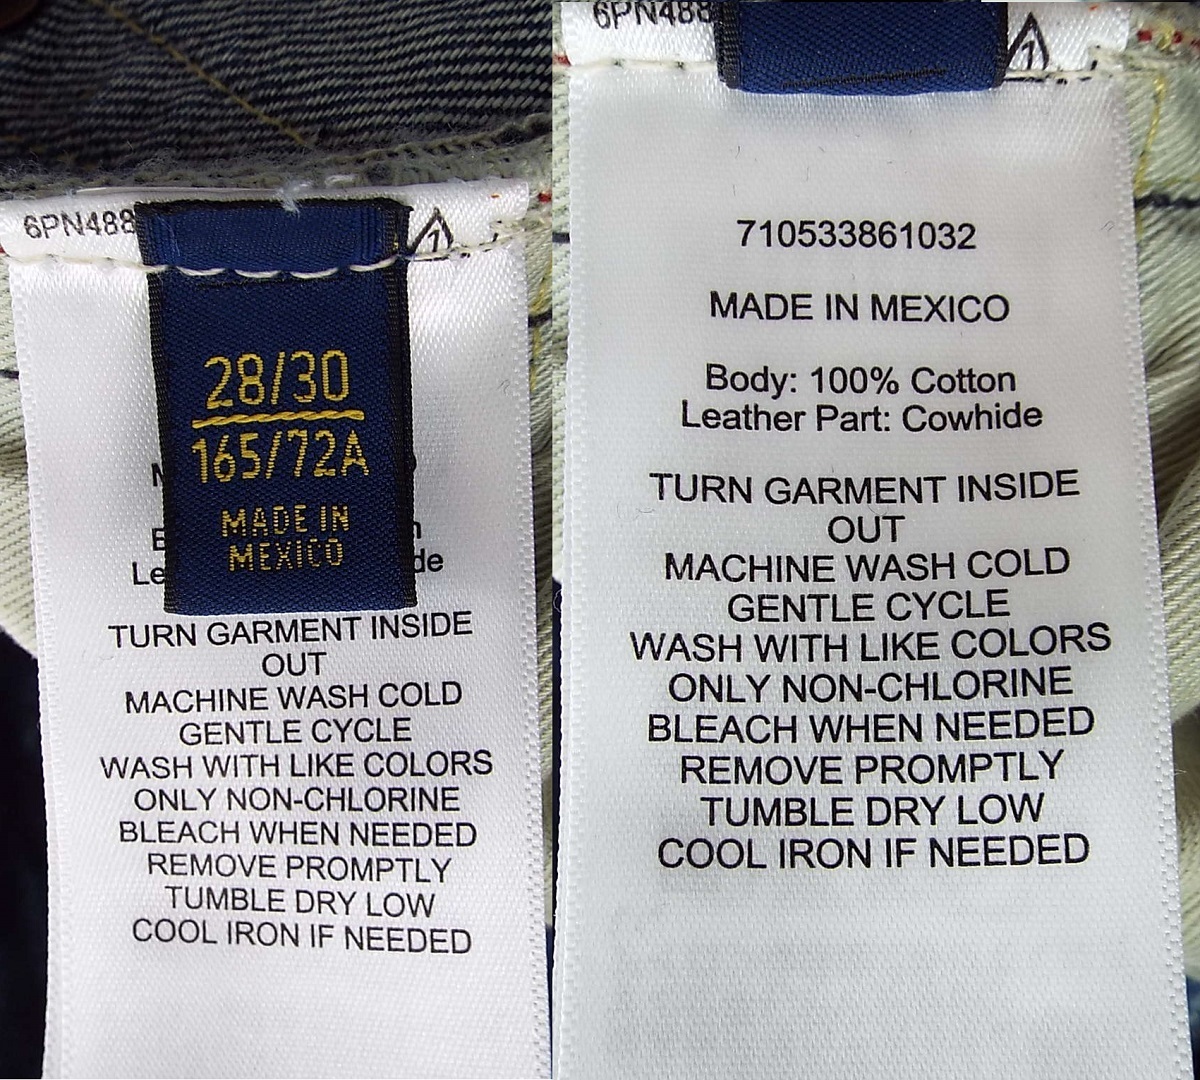 6PN488
1
28/30
165/72A
MADE IN
MEXICO
TURN GARMENT INSIDE
OUT
MACHINE WASH COLD
GENTLE CYCLE
WASH WITH LIKE COLORS
ONLY NON-CHLORINE
BLEACH WHEN NEEDED
REMOVE PROMPTLY
TUMBLE DRY LOW
COOL IRON IF NEEDED
6PN488
1
710533861032
MADE IN MEXICO
Body: 100% Cotton
Leather Part: Cowhide
TURN GARMENT INSIDE
OUT
MACHINE WASH COLD
GENTLE CYCLE
WASH WITH LIKE COLORS
ONLY NON-CHLORINE
BLEACH WHEN NEEDED
REMOVE PROMPTLY
TUMBLE DRY LOW
COOL IRON IF NEEDED